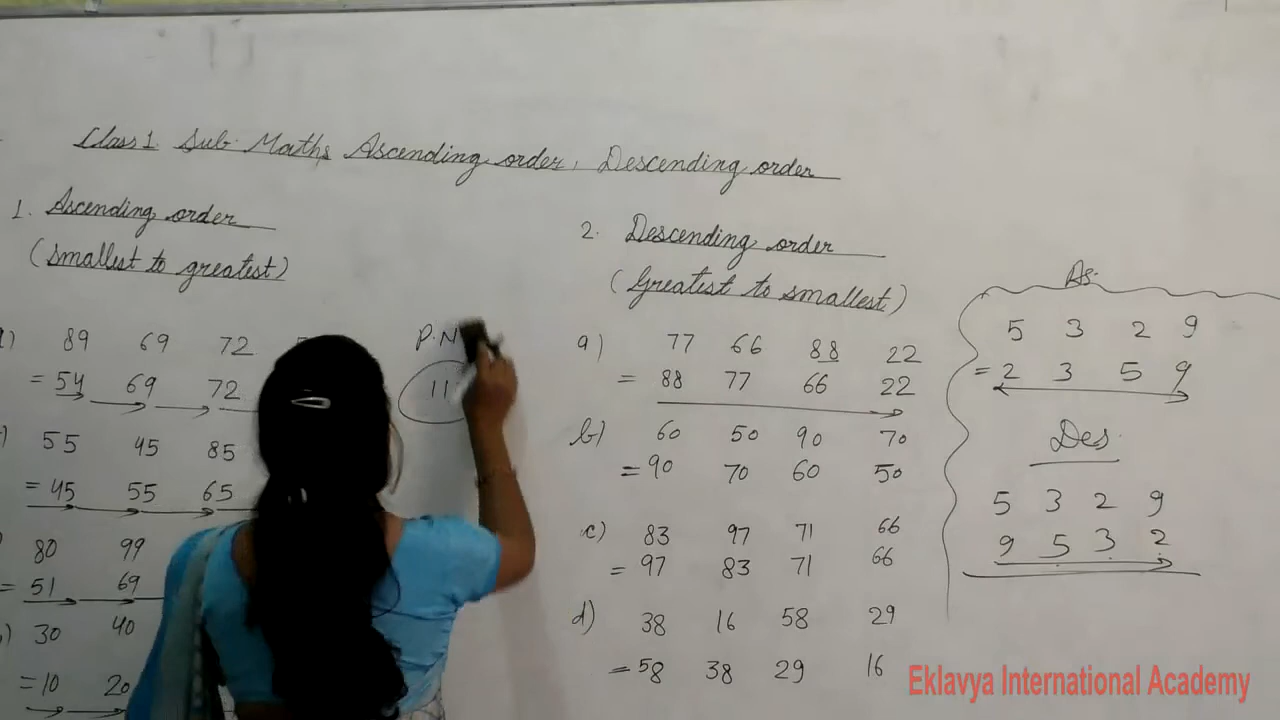 Class 1. Sub. Maths Ascending order, Descending order
1. Ascending order
(Smallest to greatest)
89 69 72
= 54 69 72
55 45 85
= 45 55 65
80 99
= 51 69
30 40
= 10 20
P.N
11
2. Descending order
(Greatest to smallest)
a) 77 66 88 22
= 88 77 66 22
b) 60 50 90 70
= 90 70 60 50
c) 83 97 71 66
= 97 83 71 66
d) 38 16 58 29
= 58 38 29 16
As.
5 3 2 9
= 2 3 5 9
Des.
5 3 2 9
9 5 3 2
Eklavya International Academy